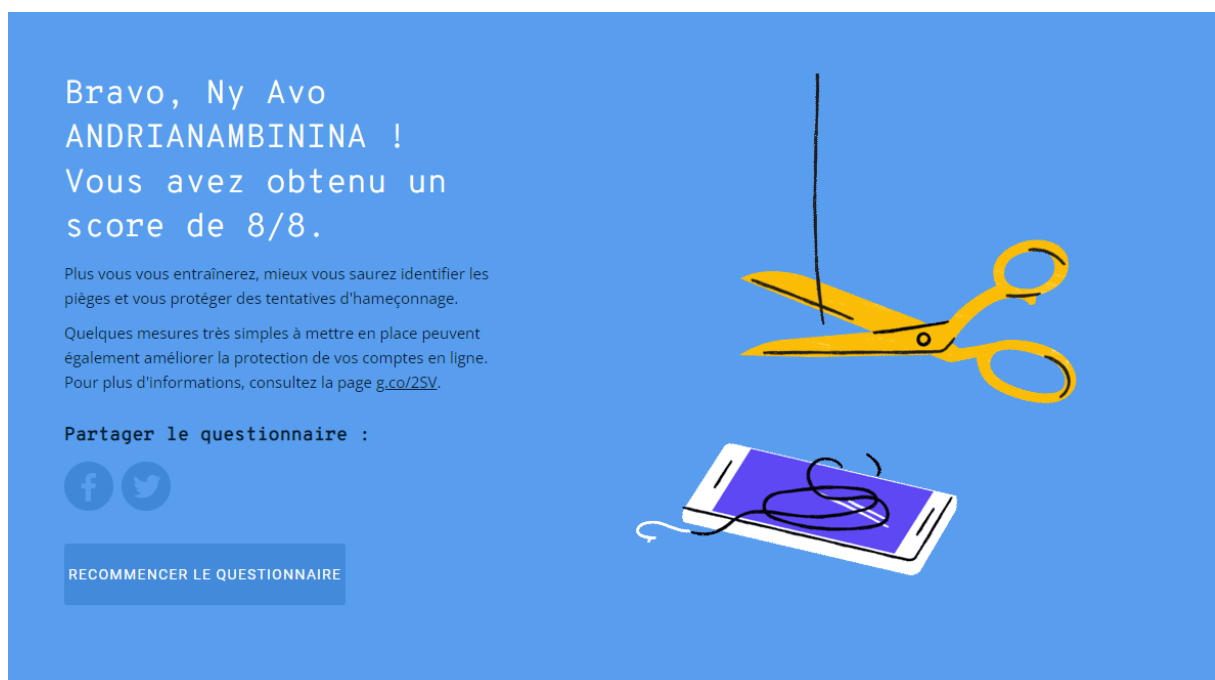 Bravo, Ny Avo
ANDRIANAMBININA !
Vous avez obtenu un
score de 8/8.
Plus vous vous entraînerez, mieux vous saurez identifier les
pièges et vous protéger des tentatives d'hameçonnage.
Quelques mesures très simples à mettre en place peuvent
également améliorer la protection de vos comptes en ligne.
Pour plus d'informations, consultez la page g.co/2SV.
Partager le questionnaire :
RECOMMENCER LE QUESTIONNAIRE